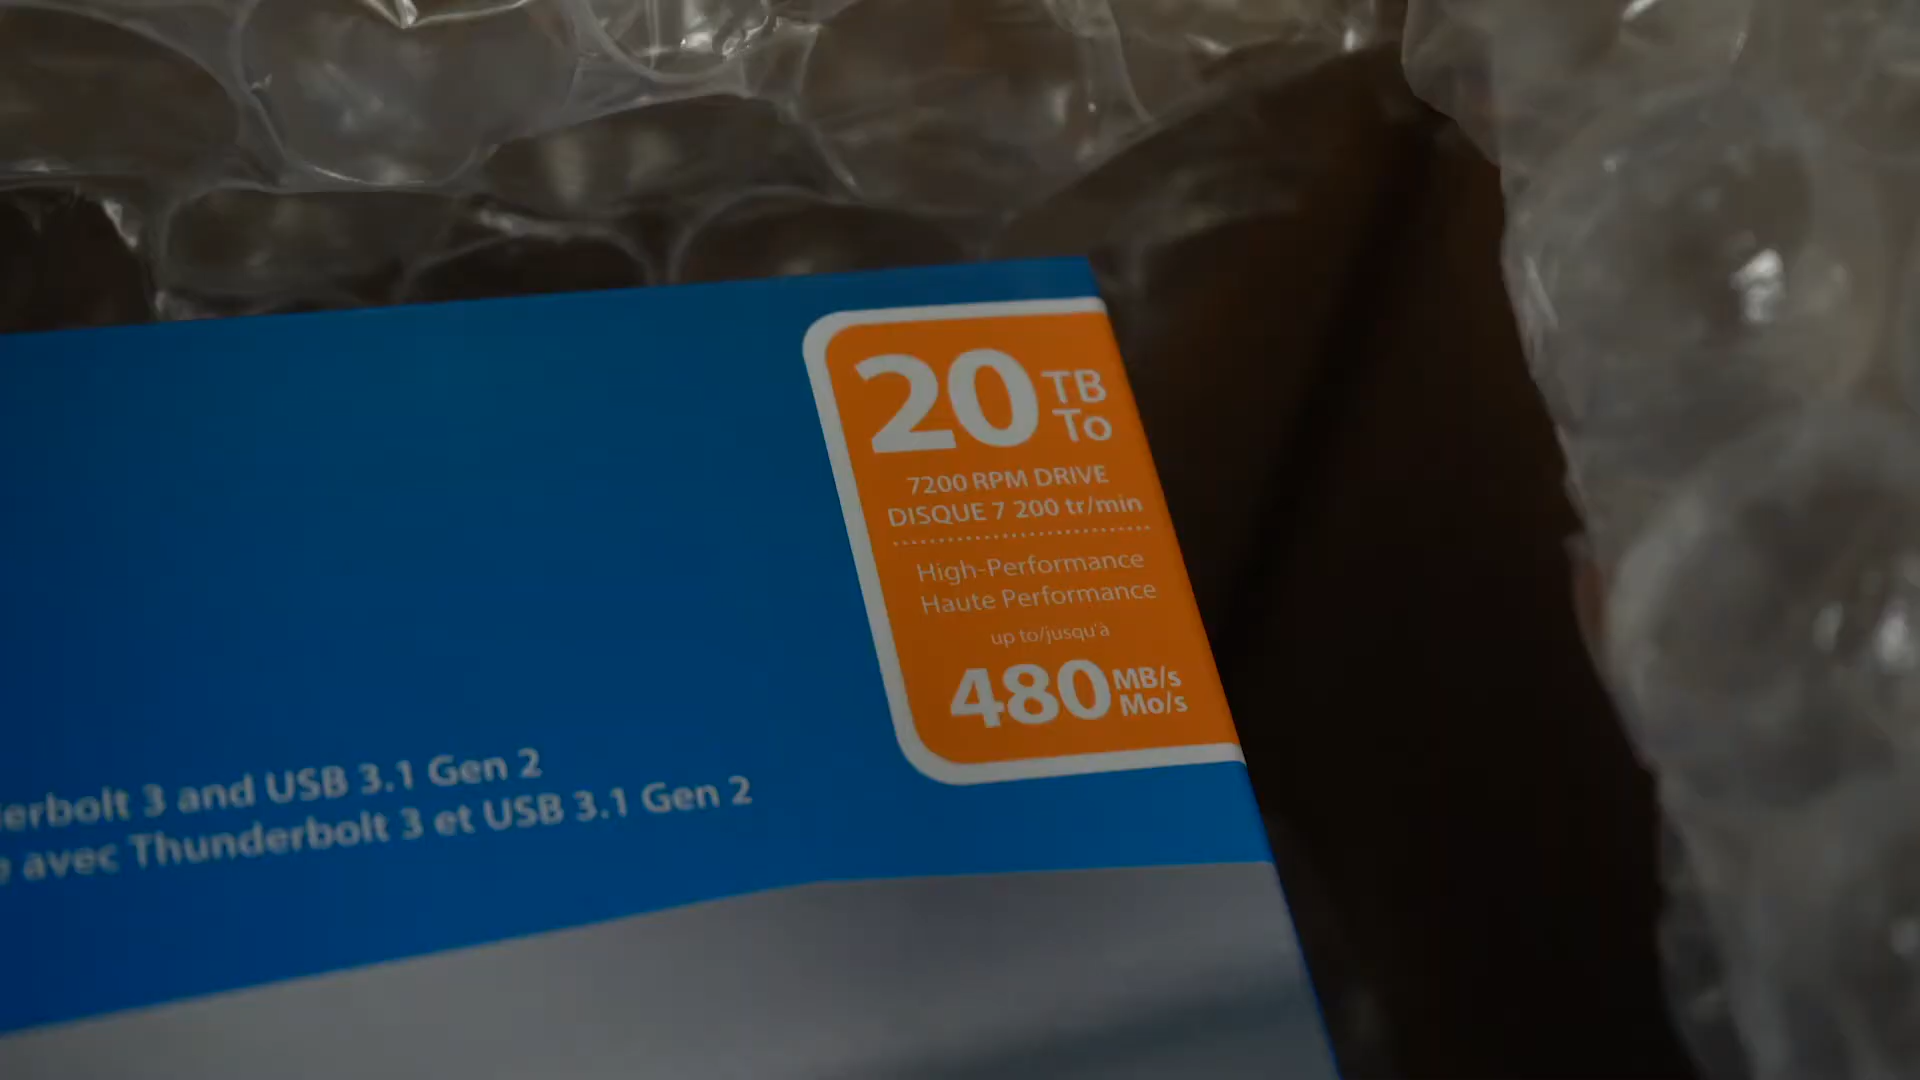 20 TB
To
7200 RPM DRIVE
DISQUE 7 200 tr/min
High-Performance
Haute Performance
up to/jusqu'à
480 MB/s
Mo/s
3 and USB 3.1 Gen 2
avec Thunderbolt 3 et USB 3.1 Gen 2